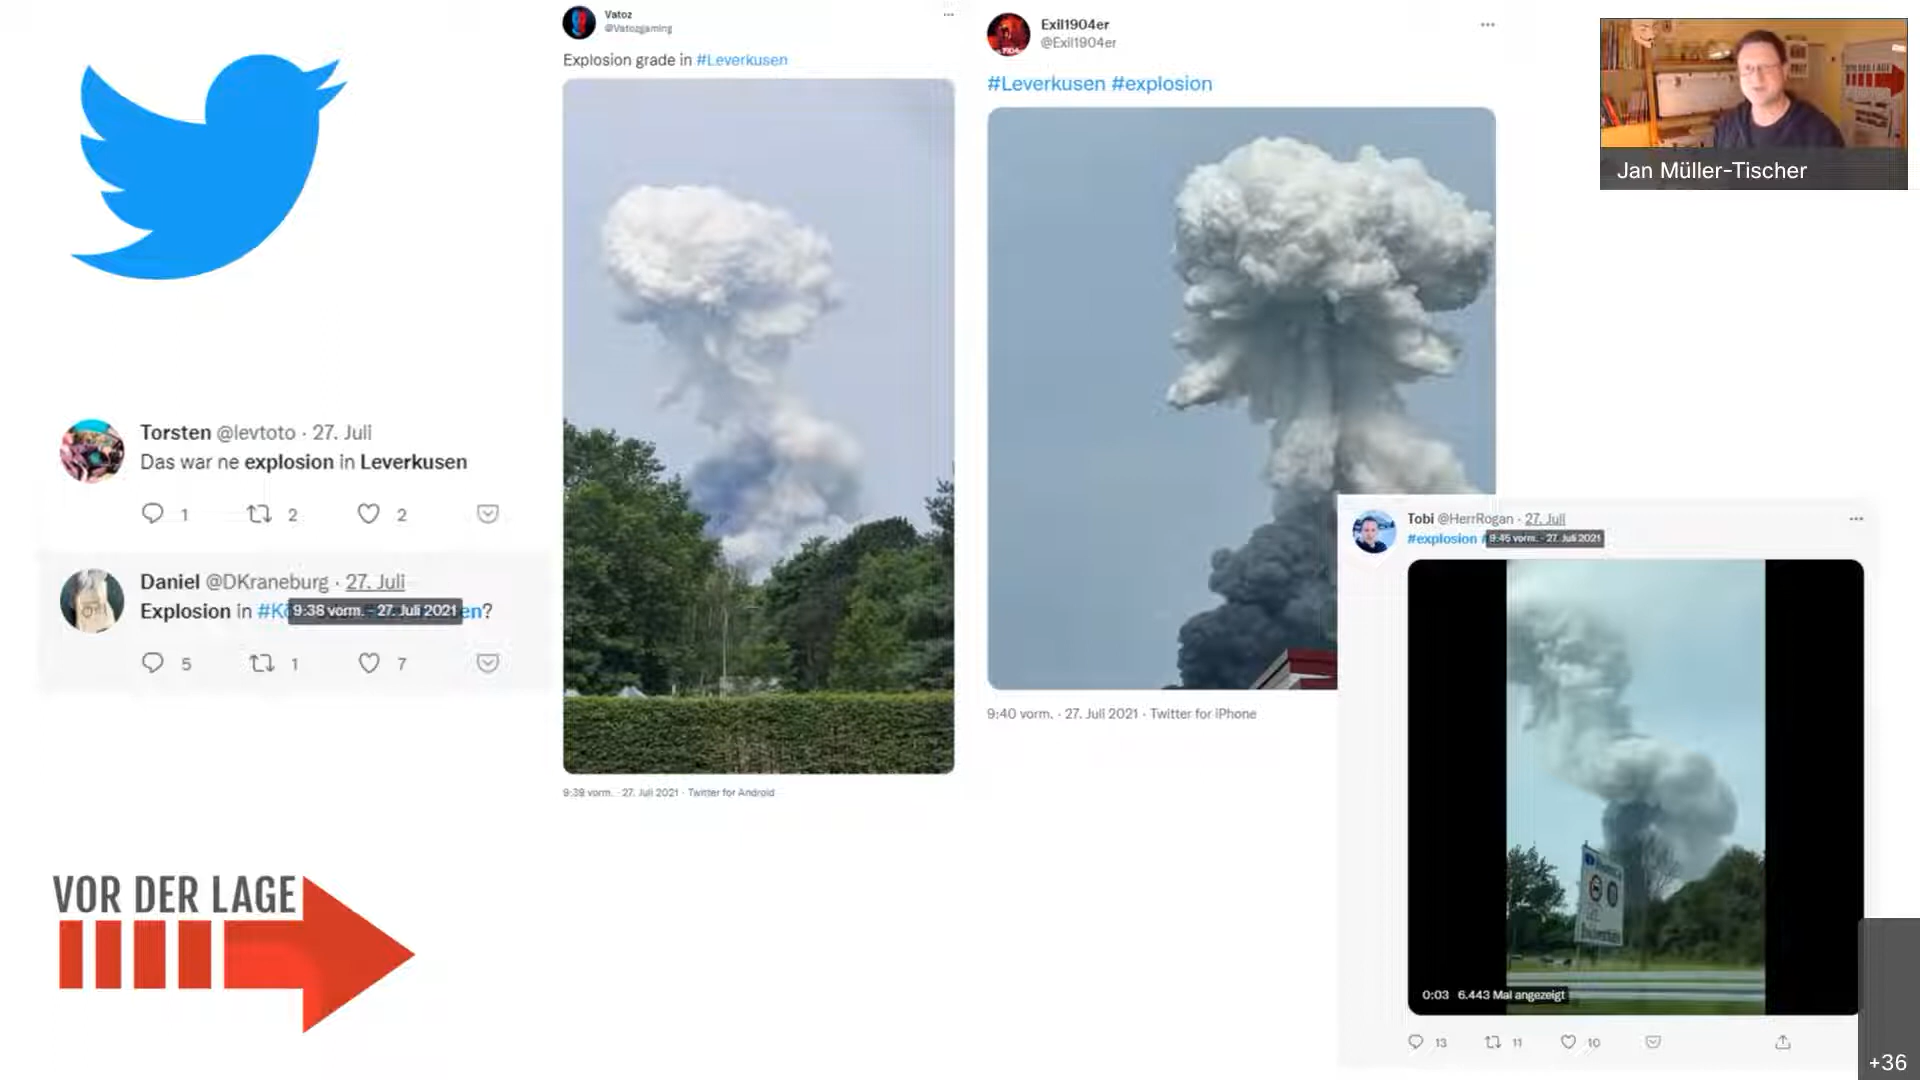 Vatoz
@Vatozgaming
Explosion grade in #Leverkusen
9:39 vorm. · 27. Juli 2021 · Twitter for Android
Exil1904er
@Exil1904er
#Leverkusen #explosion
9:40 vorm. · 27. Juli 2021 · Twitter for iPhone
Jan Müller-Tischer
Torsten @levtoto · 27. Juli
Das war ne explosion in Leverkusen
1 2 2
Daniel @DKraneburg · 27. Juli
Explosion in #Kö
9:38 vorm. · 27. Juli 2021
en?
5 1 7
Tobi @HerrRogan · 27. Juli
#explosion #
9:45 vorm. · 27. Juli 2021
0:03 6.443 Mal angezeigt
13 11 10
VOR DER LAGE
+36